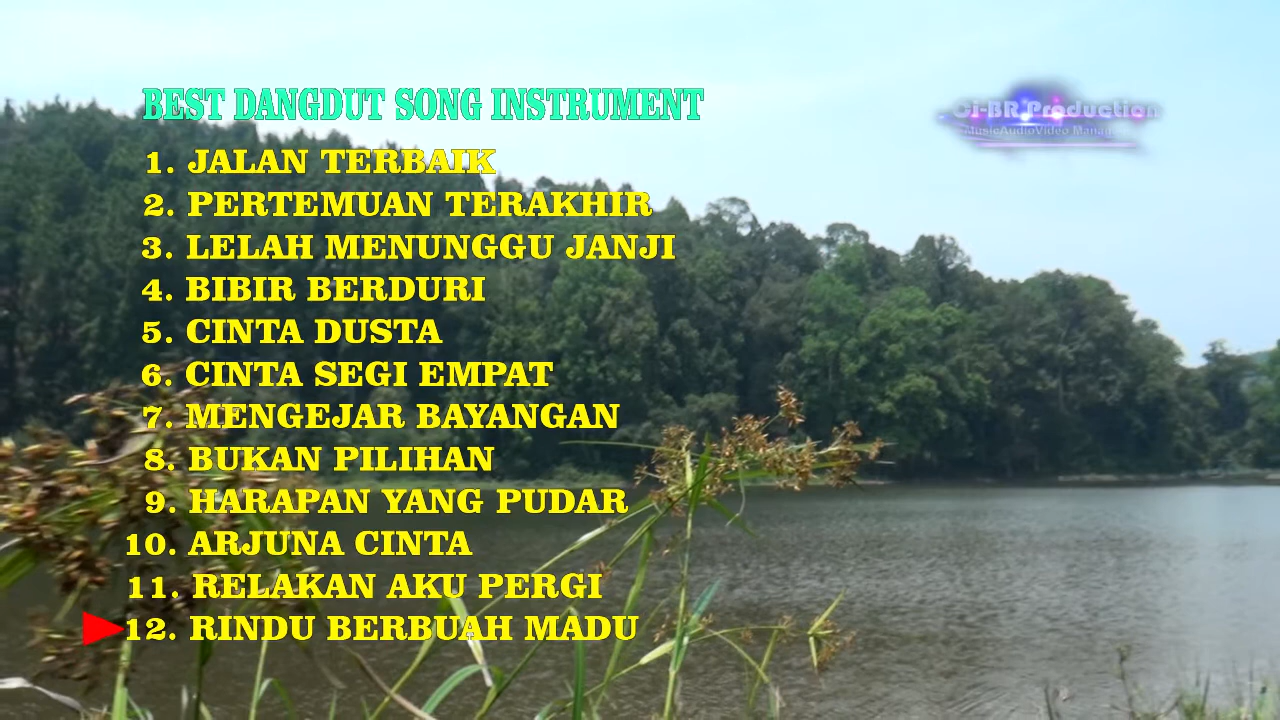 BEST DANGDUT SONG INSTRUMENT
Gi-BR Production
MusicAudioVideo
1. JALAN TERBAIK
2. PERTEMUAN TERAKHIR
3. LELAH MENUNGGU JANJI
4. BIBIR BERDURI
5. CINTA DUSTA
6. CINTA SEGI EMPAT
7. MENGEJAR BAYANGAN
8. BUKAN PILIHAN
9. HARAPAN YANG PUDAR
10. ARJUNA CINTA
11. RELAKAN AKU PERGI
12. RINDU BERBUAH MADU